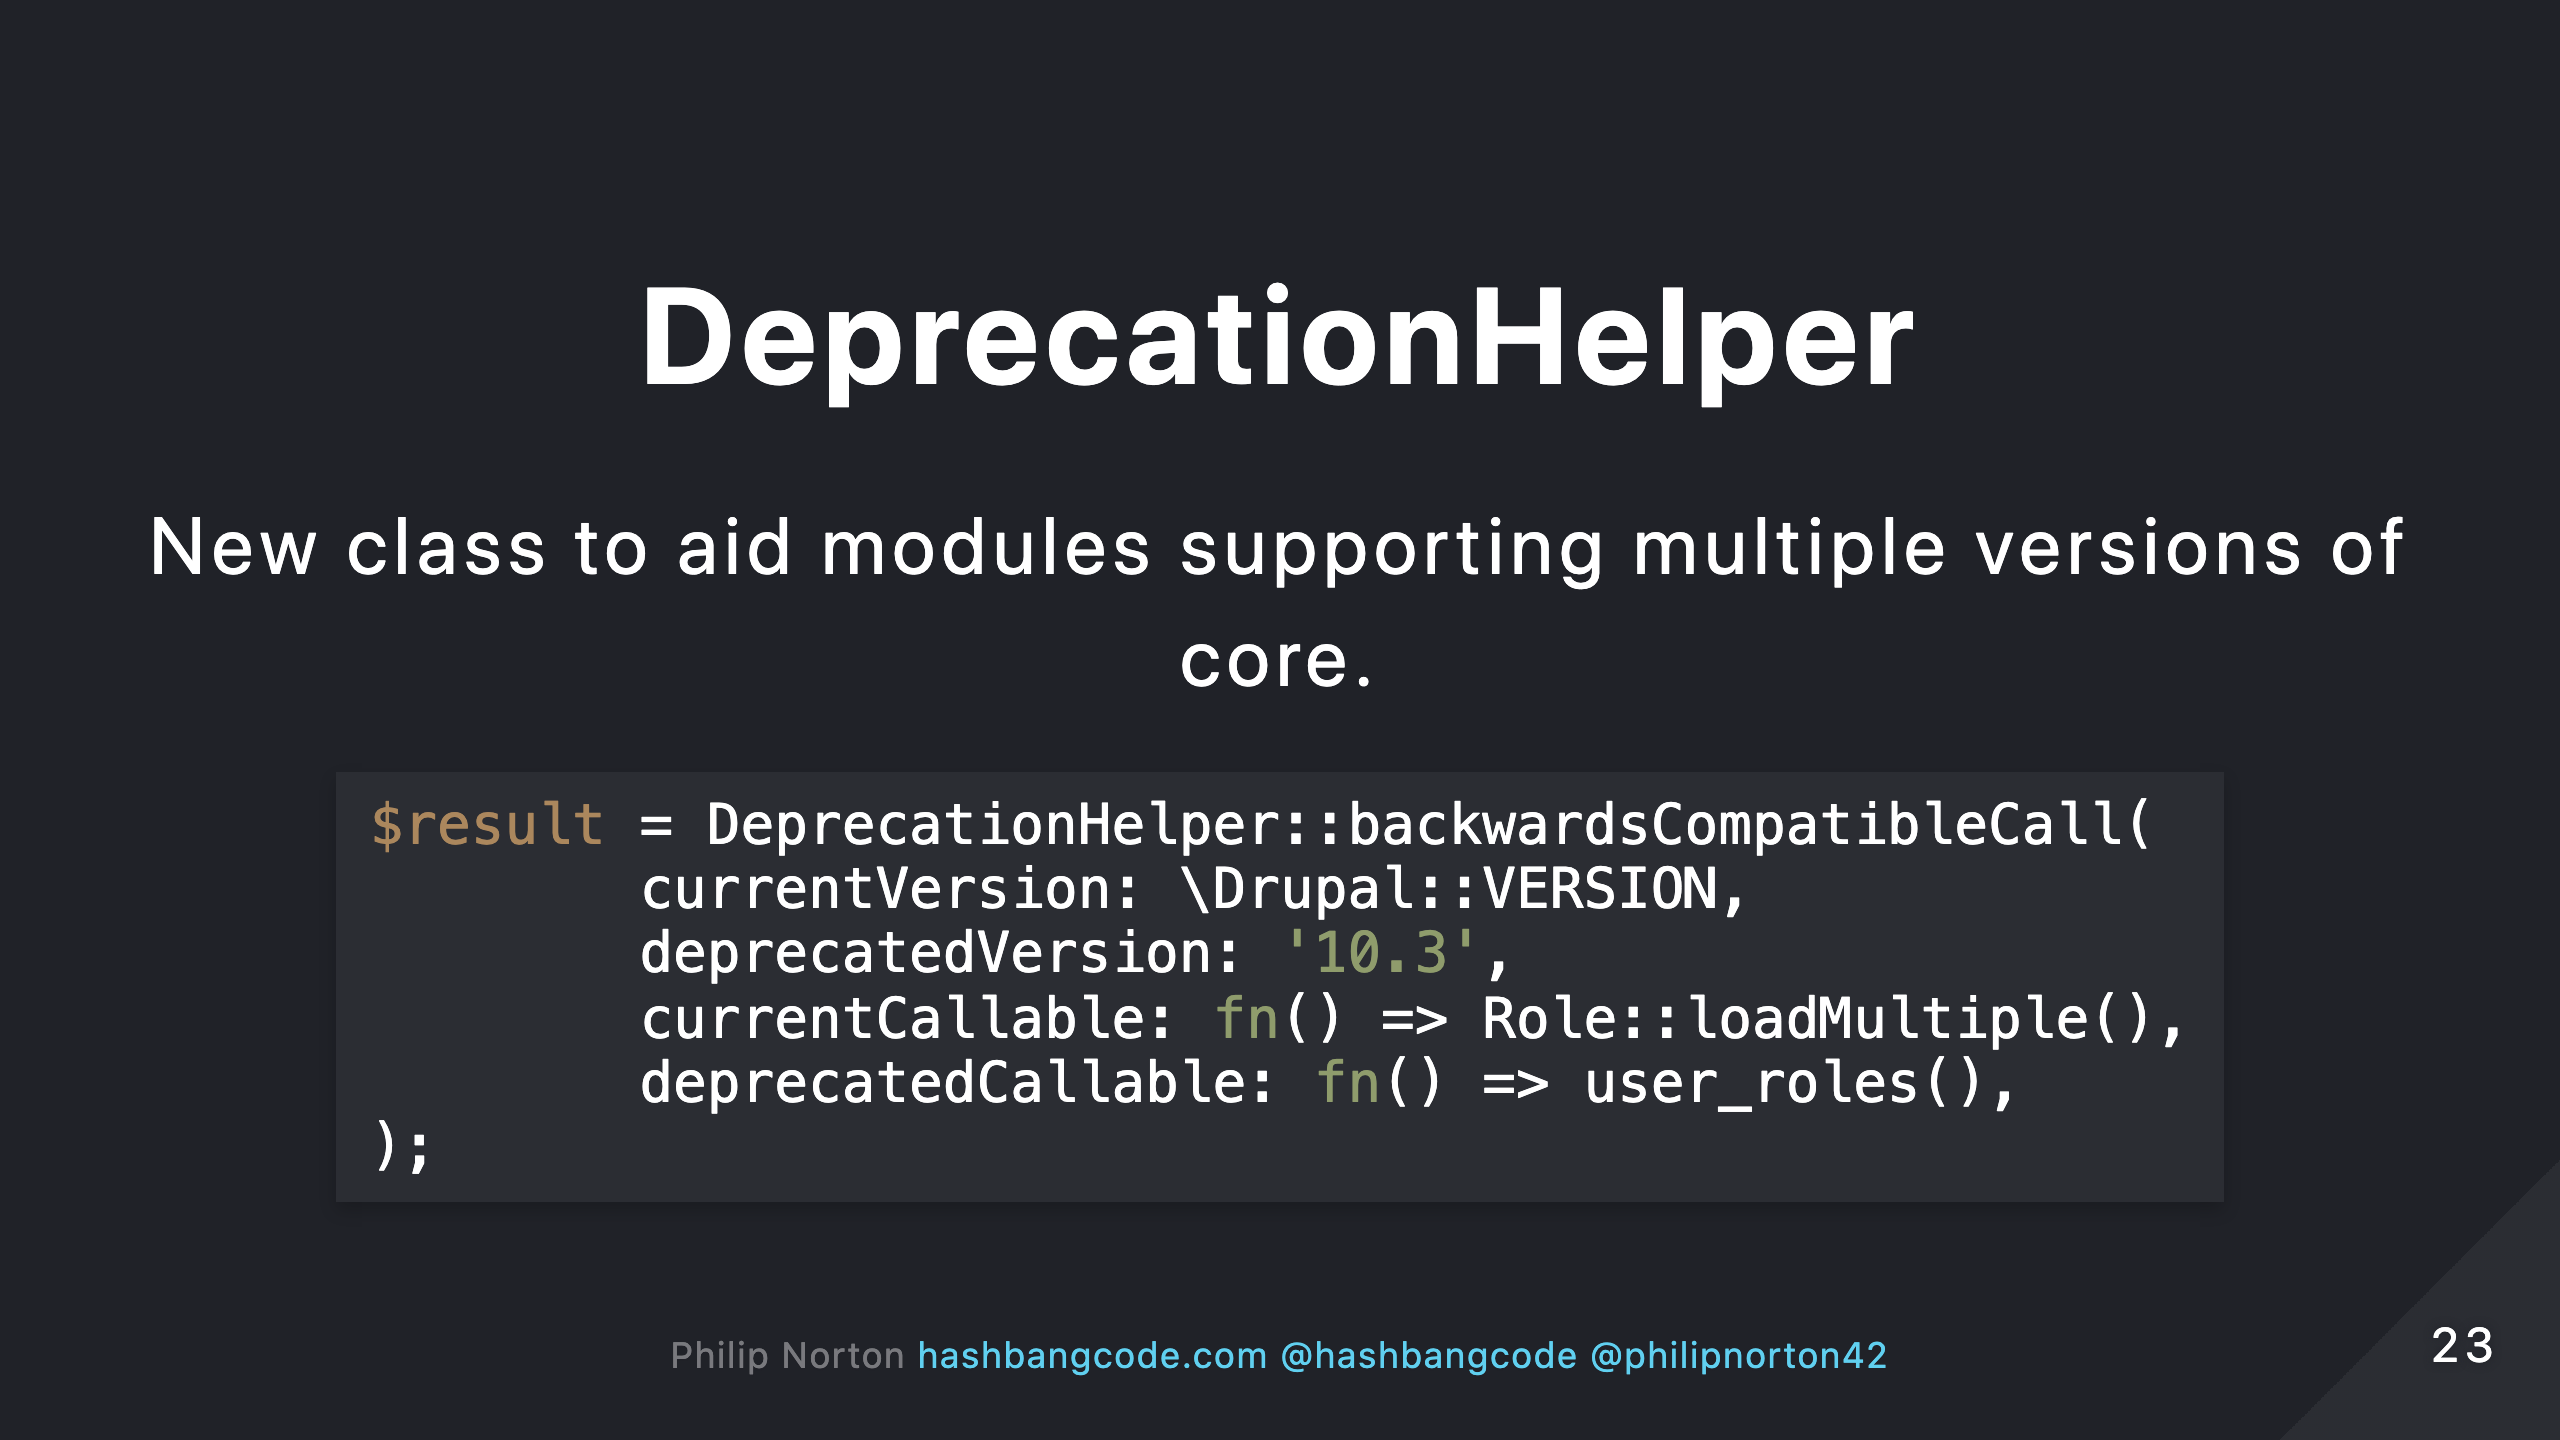 DeprecationHelper
New class to aid modules supporting multiple versions of
core.
$result = DeprecationHelper::backwardsCompatibleCall(
        currentVersion: \Drupal::VERSION,
        deprecatedVersion: '10.3',
        currentCallable: fn() => Role::loadMultiple(),
        deprecatedCallable: fn() => user_roles(),
);
Philip Norton hashbangcode.com @hashbangcode @philipnorton42
23